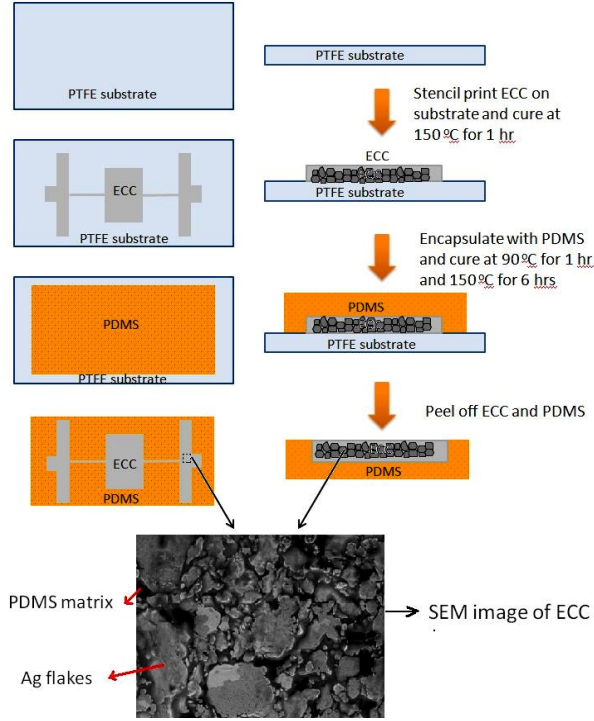 PTFE substrate
PTFE substrate
Stencil print ECC on
substrate and cure at
150ºC for 1 hr
ECC
PTFE substrate
ECC
PTFE substrate
Encapsulate with PDMS
and cure at 90ºC for 1 hr
and 150ºC for 6 hrs
PDMS
PTFE substrate
PDMS
PTFE substrate
Peel off ECC and PDMS
ECC
PDMS
PDMS
PDMS matrix
Ag flakes
SEM image of ECC
.